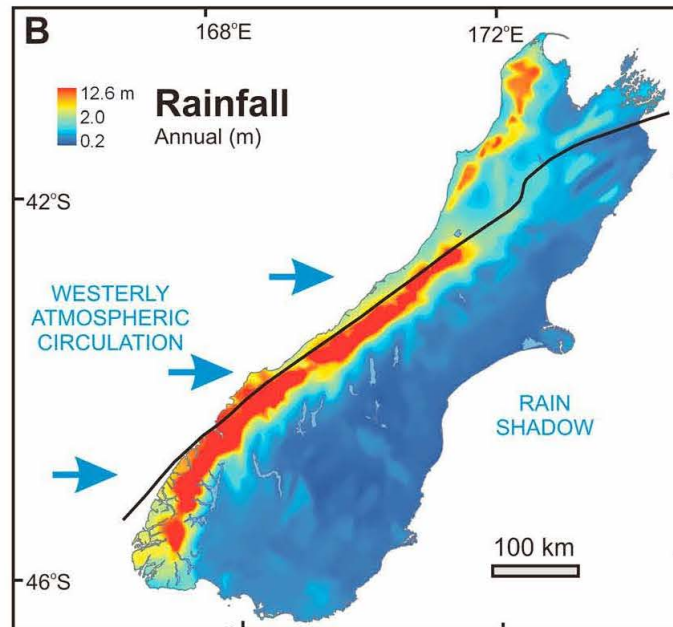 B
168°E
172°E
12.6 m
2.0
0.2
Rainfall
Annual (m)
42°S
WESTERLY
ATMOSPHERIC
CIRCULATION
RAIN
SHADOW
100 km
46°S